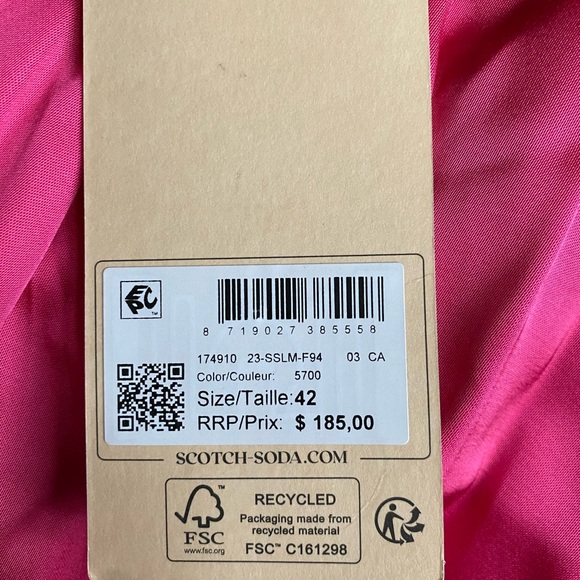 EPC™
8 719027 385558
174910 23-SSLM-F94 03 CA
Color/Couleur: 5700
Size/Taille: 42
RRP/Prix: $ 185,00
SCOTCH-SODA.COM
FSC
www.fsc.org
RECYCLED
Packaging made from
recycled material
FSC™ C161298